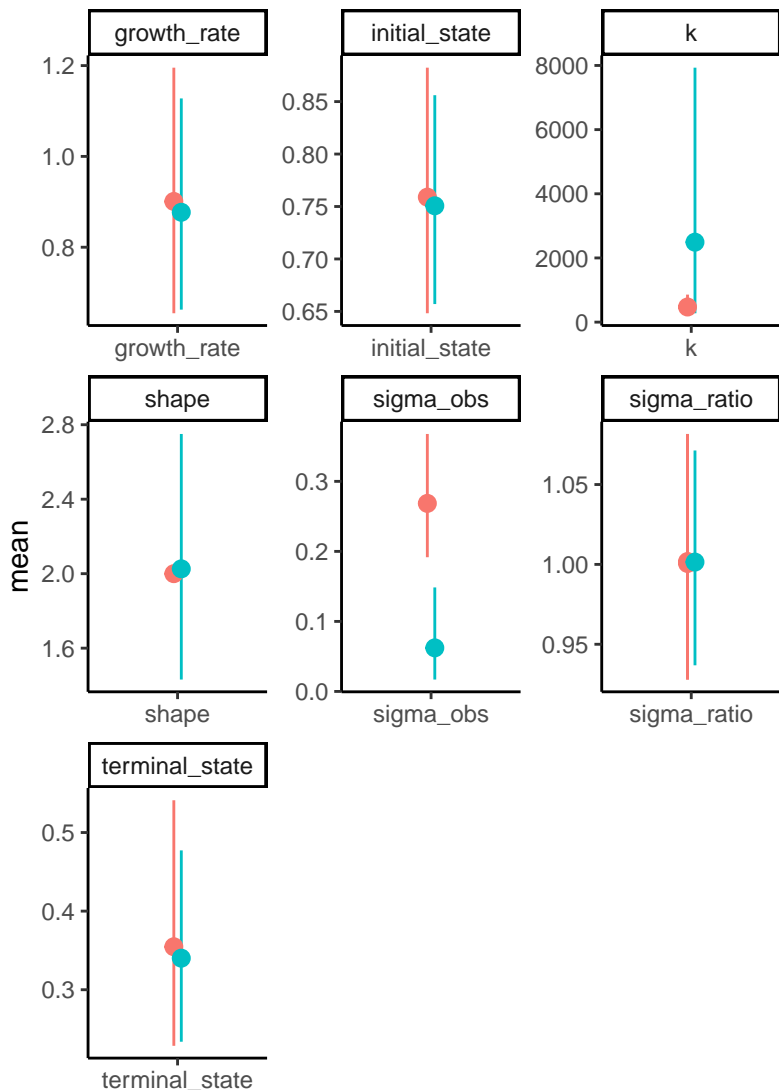 growth_rate
initial_state
k
1.2
1.0
0.8
0.85
0.80
0.75
0.70
0.65
8000
6000
4000
2000
0
growth_rate
initial_state
k
shape
sigma_obs
sigma_ratio
mean
2.8
2.4
2.0
1.6
0.3
0.2
0.1
0.0
1.05
1.00
0.95
shape
sigma_obs
sigma_ratio
terminal_state
0.5
0.4
0.3
terminal_state